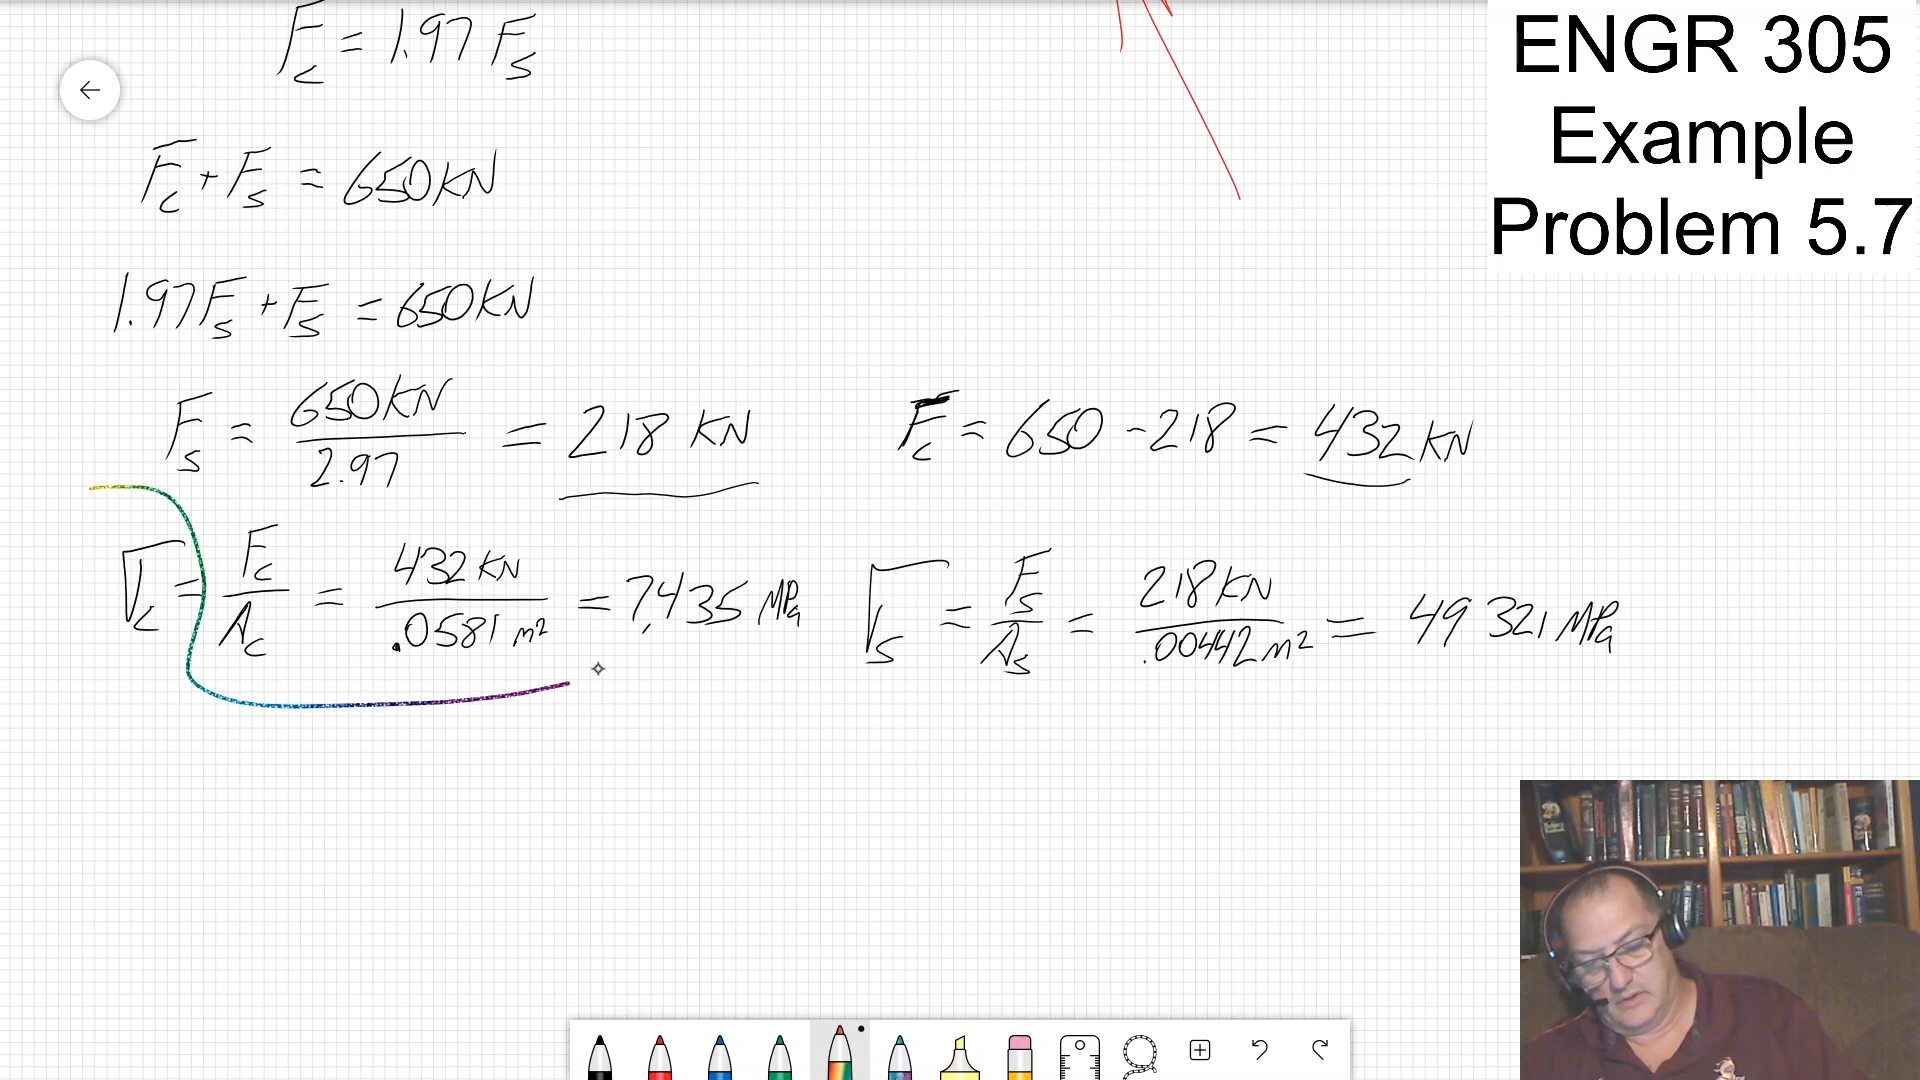 F_c = 1.97 F_s
ENGR 305
Example
Problem 5.7
F_c + F_s = 650KN
1.97F_s + F_s = 650KN
F_s = 650KN / 2.97 = 218 KN
F_c = 650 - 218 = 432 KN
σ_c = F_c / A_c = 432 KN / .0581 m² = 7,435 MPa
σ_s = F_s / A_s = 218 KN / .00442 m² = 49 321 MPa